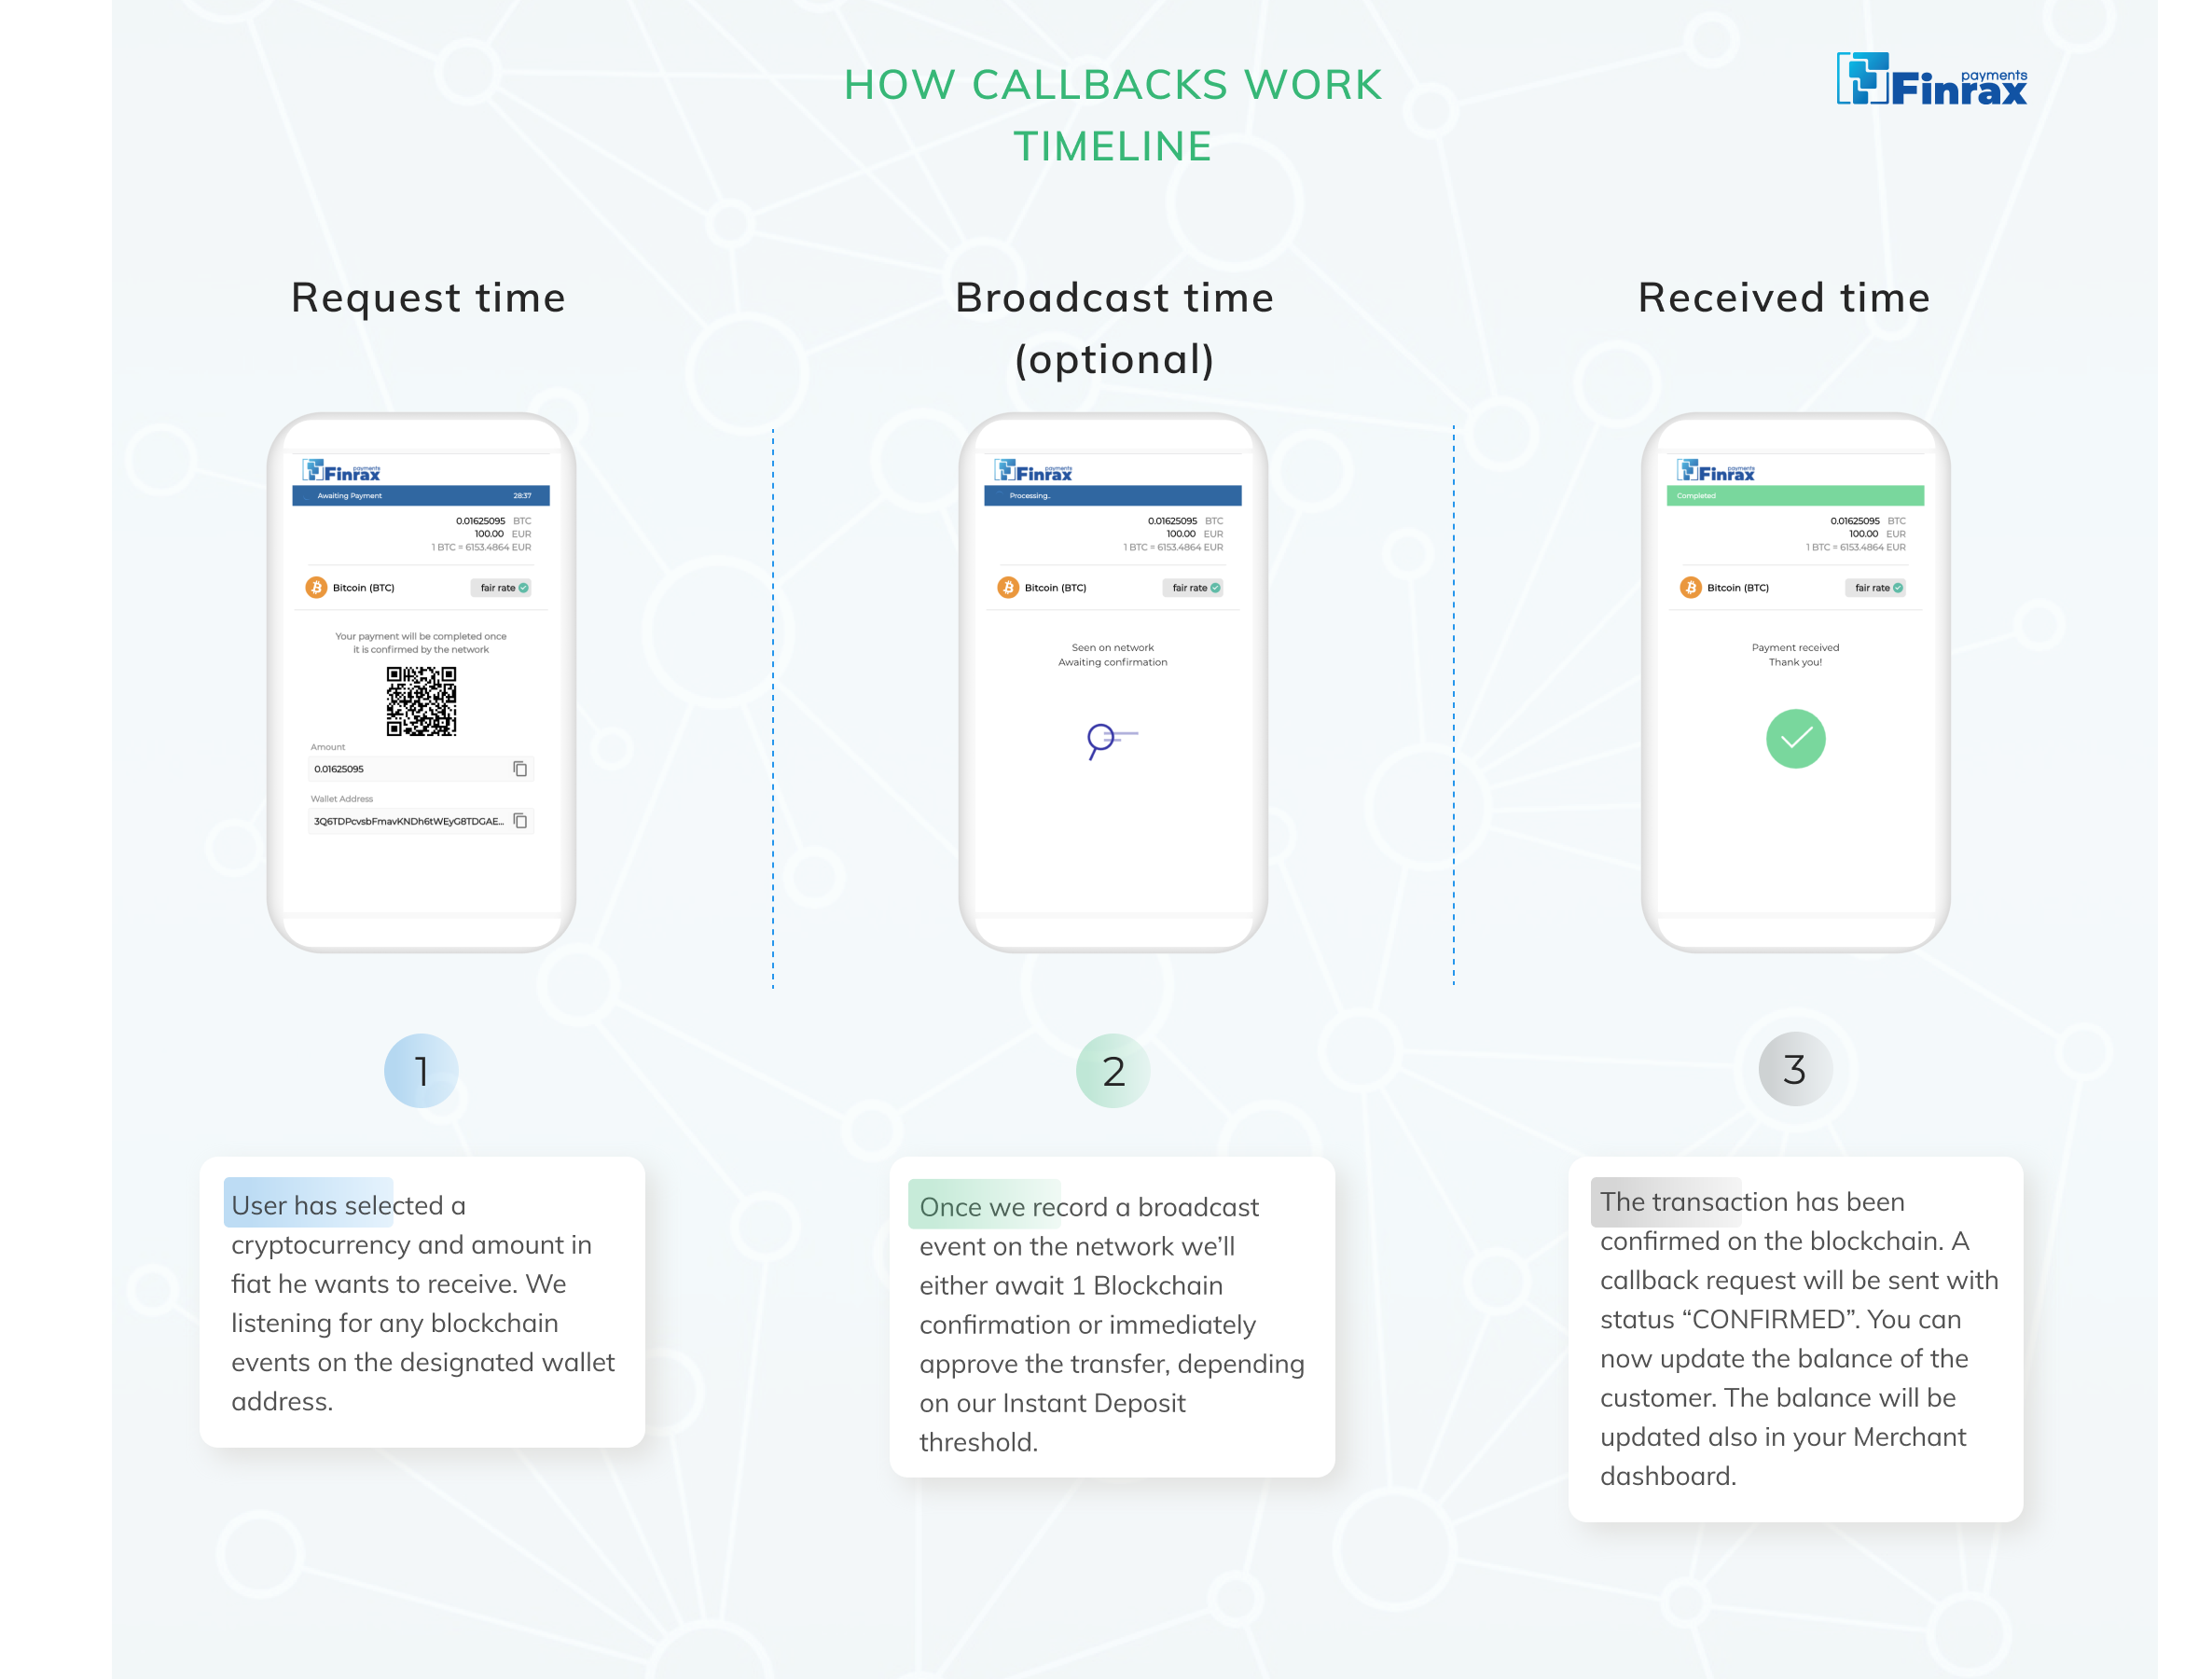 HOW CALLBACKS WORK
TIMELINE
payments
Finrax
Request time
Broadcast time
(optional)
Received time
payments
Finrax
Awaiting Payment 28:37
0.01625095 BTC
100.00 EUR
1 BTC = 6153.4864 EUR
Bitcoin (BTC) fair rate
Your payment will be completed once
it is confirmed by the network
Amount
0.01625095
Wallet Address
3Q6TDPcvsbFmavKNDh6tWEyG8TDGAE...
payments
Finrax
Processing..
0.01625095 BTC
100.00 EUR
1 BTC = 6153.4864 EUR
Bitcoin (BTC) fair rate
Seen on network
Awaiting confirmation
payments
Finrax
Completed
0.01625095 BTC
100.00 EUR
1 BTC = 6153.4864 EUR
Bitcoin (BTC) fair rate
Payment received
Thank you!
1
User has selected a
cryptocurrency and amount in
fiat he wants to receive. We
listening for any blockchain
events on the designated wallet
address.
2
Once we record a broadcast
event on the network we’ll
either await 1 Blockchain
confirmation or immediately
approve the transfer, depending
on our Instant Deposit
threshold.
3
The transaction has been
confirmed on the blockchain. A
callback request will be sent with
status “CONFIRMED”. You can
now update the balance of the
customer. The balance will be
updated also in your Merchant
dashboard.